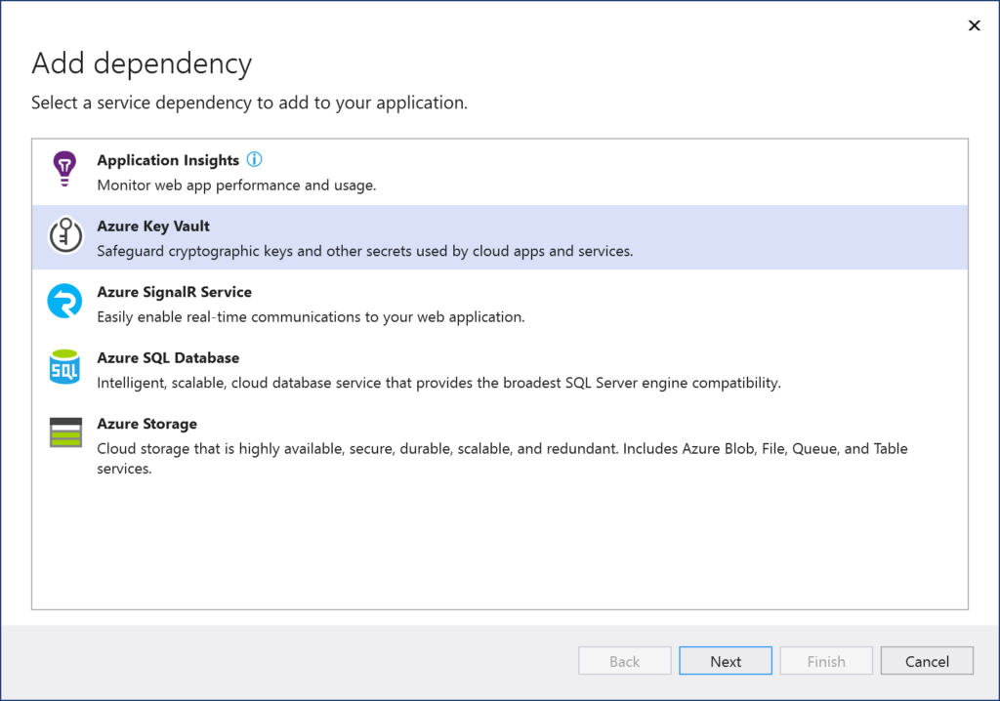 Add dependency
Select a service dependency to add to your application.
Application Insights
Monitor web app performance and usage.
Azure Key Vault
Safeguard cryptographic keys and other secrets used by cloud apps and services.
Azure SignalR Service
Easily enable real-time communications to your web application.
SQL
Azure SQL Database
Intelligent, scalable, cloud database service that provides the broadest SQL Server engine compatibility.
Azure Storage
Cloud storage that is highly available, secure, durable, scalable, and redundant. Includes Azure Blob, File, Queue, and Table
services.
Back
Next
Finish
Cancel